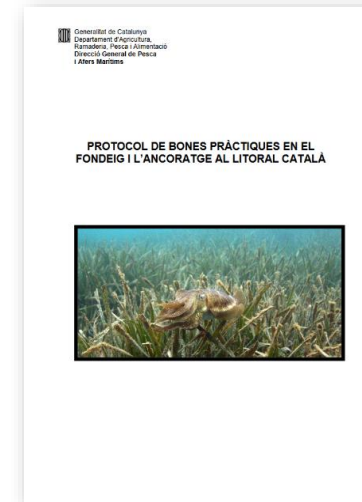 Generalitat de Catalunya
Departament d'Agricultura,
Ramaderia, Pesca i Alimentació
Direcció General de Pesca
i Afers Marítims
PROTOCOL DE BONES PRÀCTIQUES EN EL
FONDEIG I L'ANCORATGE AL LITORAL CATALÀ